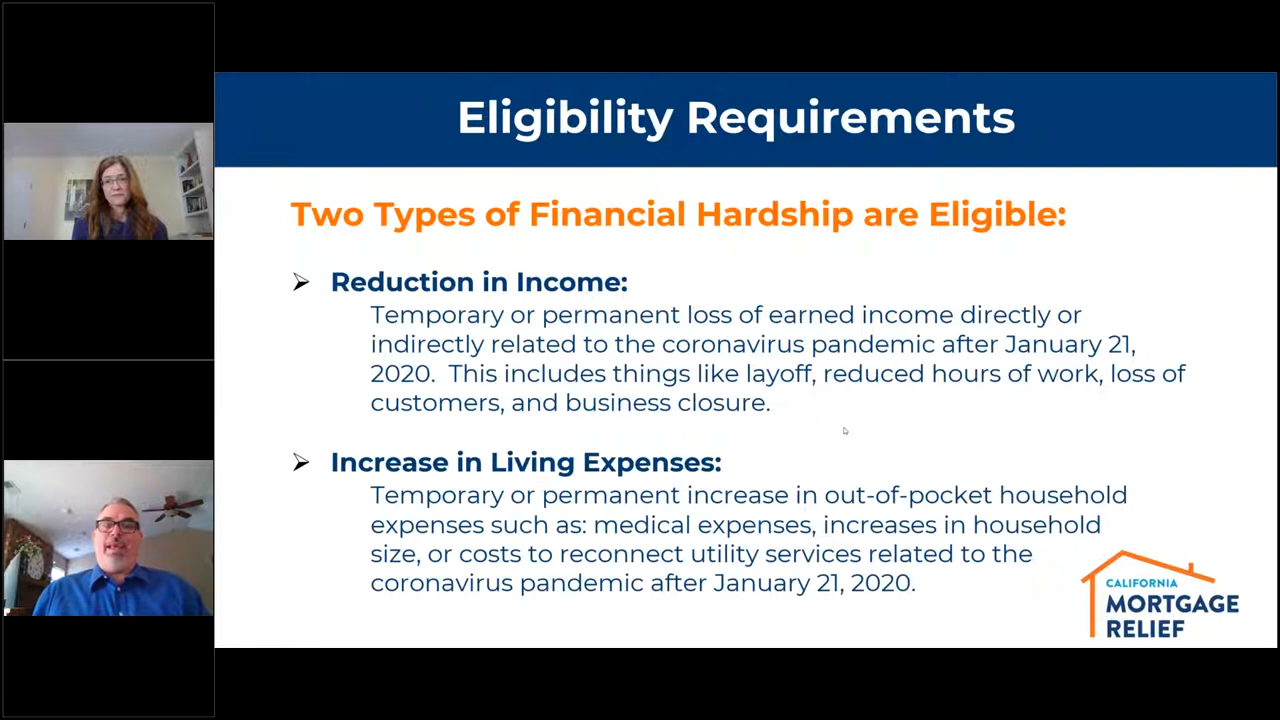 Eligibility Requirements
Two Types of Financial Hardship are Eligible:
➢ Reduction in Income:
Temporary or permanent loss of earned income directly or
indirectly related to the coronavirus pandemic after January 21,
2020.  This includes things like layoff, reduced hours of work, loss of
customers, and business closure.
➢ Increase in Living Expenses:
Temporary or permanent increase in out-of-pocket household
expenses such as: medical expenses, increases in household
size, or costs to reconnect utility services related to the
coronavirus pandemic after January 21, 2020.
CALIFORNIA
MORTGAGE
RELIEF